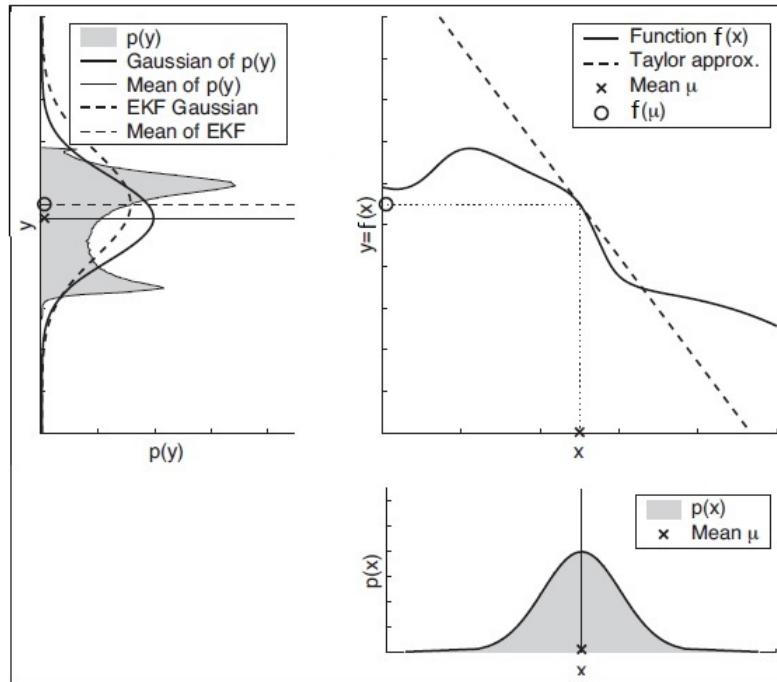 p(y)
Gaussian of p(y)
Mean of p(y)
EKF Gaussian
Mean of EKF
y
p(y)
Function f(x)
Taylor approx.
Mean μ
f(μ)
y=f(x)
x
p(x)
Mean μ
p(x)
x